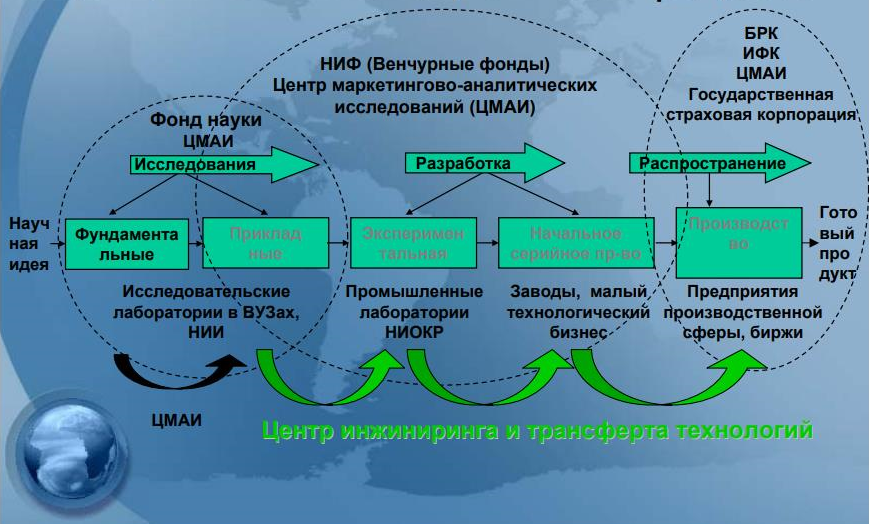 БРК
ИФК
ЦМАИ
Государственная
страховая корпорация
НИФ (Венчурные фонды)
Центр маркетингово-аналитических
исследований (ЦМАИ)
Фонд науки
ЦМАИ
Исследования
Разработка
Распространение
Науч
ная
идея
Фундамента
льные
Приклад
ные
Эксперимен
тальная
Начальное
серийное пр-во
Производст
во
Гото
вый
про
дукт
Исследовательские
лаборатории в ВУЗах,
НИИ
Промышленные
лаборатории
НИОКР
Заводы, малый
технологический
бизнес
Предприятия
производственной
сферы, биржи
ЦМАИ
Центр инжиниринга и трансферта технологий